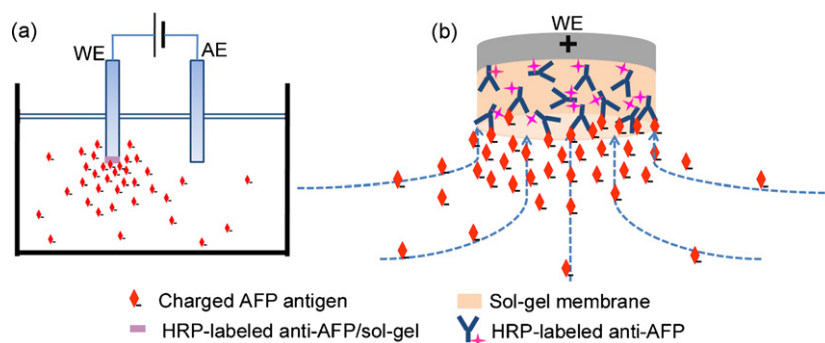 (a)
WE
AE
(b)
WE
+
Charged AFP antigen
Sol-gel membrane
HRP-labeled anti-AFP/sol-gel
HRP-labeled anti-AFP